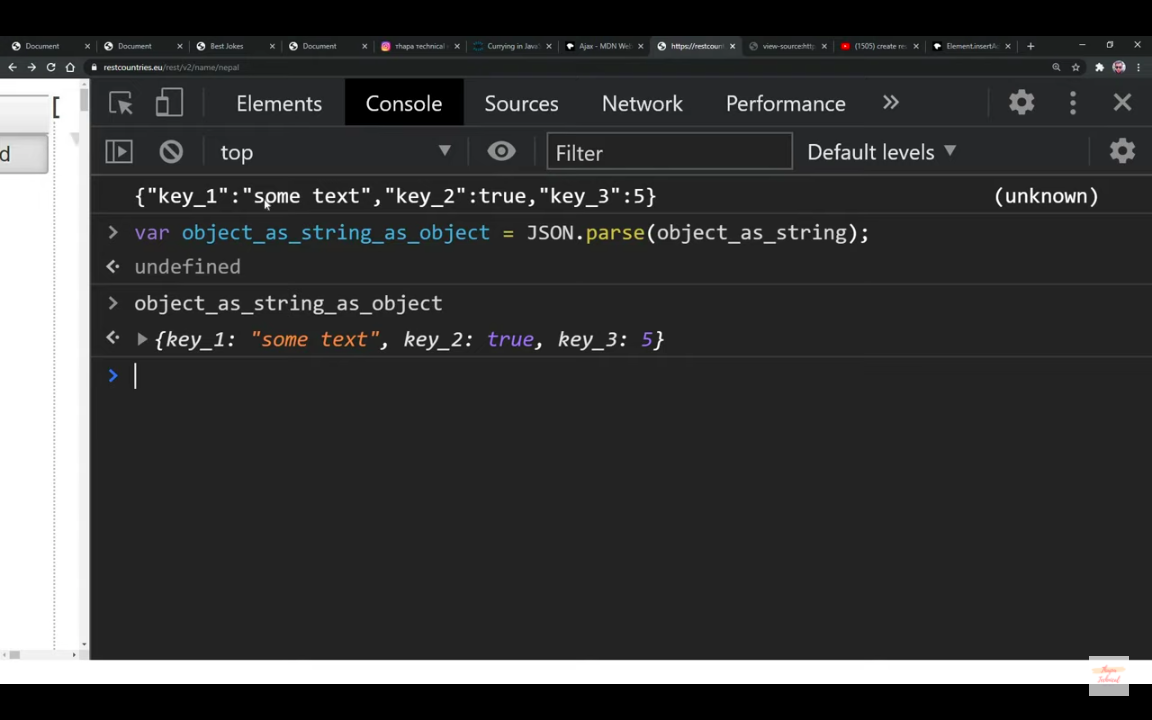 Document
Document
Best Jokes
Document
Currying in JavaS
Ajax - MDN We
https://restcoun
view-source:http
(1505) create re
Element.insertA
restcountries.eu/rest/v2/name/nepal
[
d
Elements Console Sources Network Performance »
top Filter Default levels
{"key_1":"some text","key_2":true,"key_3":5} (unknown)
> var object_as_string_as_object = JSON.parse(object_as_string);
undefined
> object_as_string_as_object
{key_1: "some text", key_2: true, key_3: 5}
>